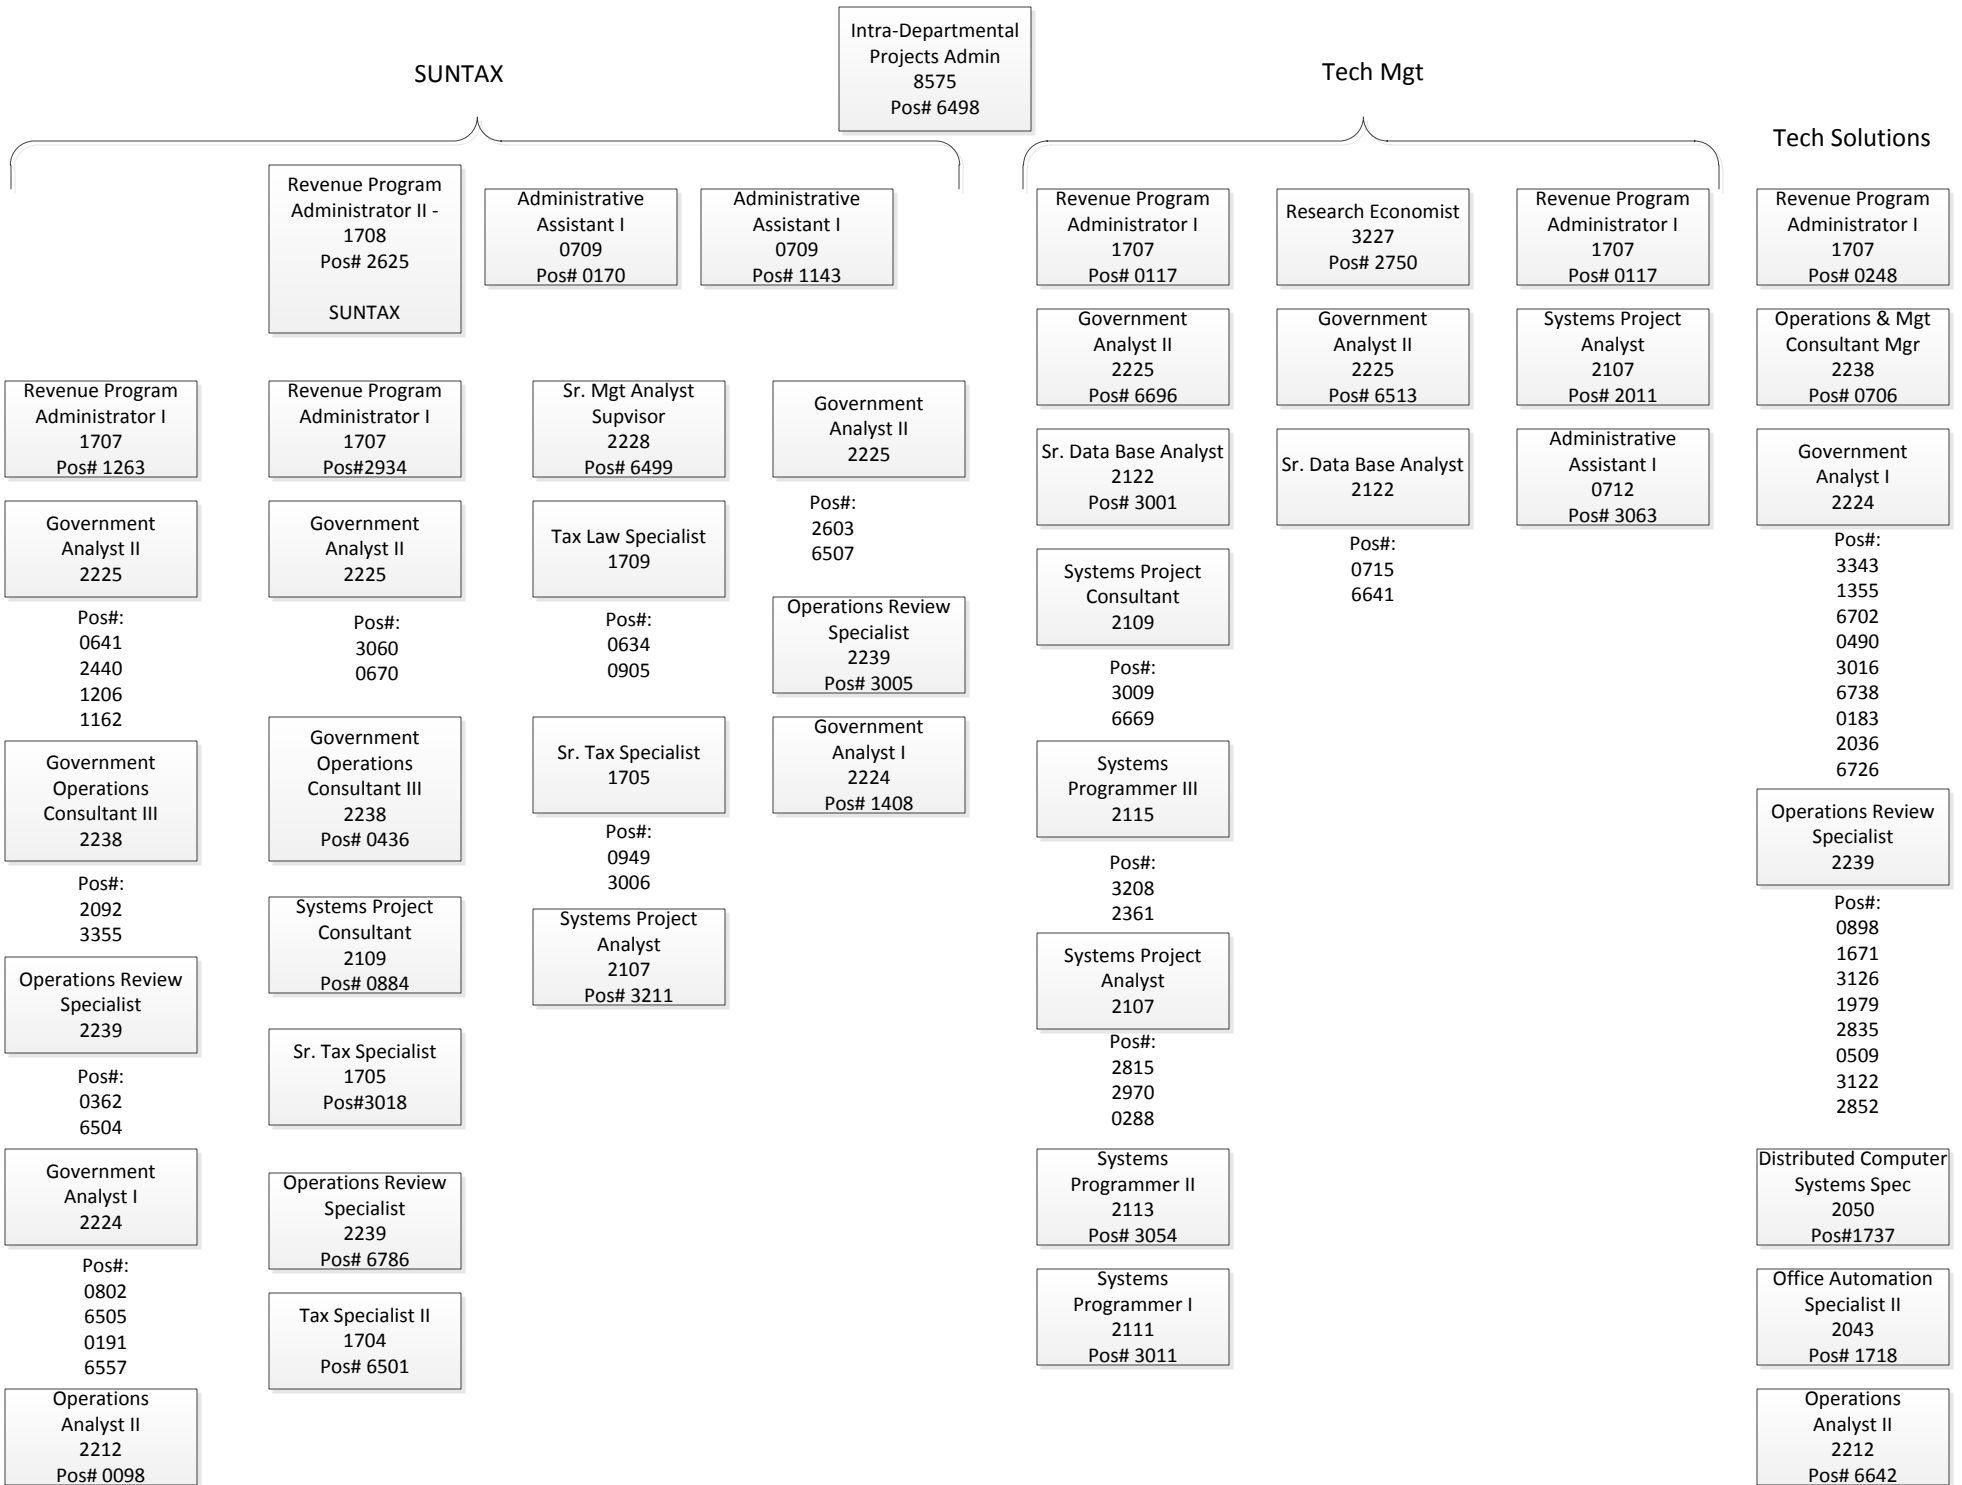 Intra-Departmental
Projects Admin
8575
Pos# 6498
SUNTAX
Revenue Program
Administrator II -
1708
Pos# 2625
SUNTAX
Administrative
Assistant I
0709
Pos# 0170
Administrative
Assistant I
0709
Pos# 1143
Revenue Program
Administrator I
1707
Pos# 1263
Government
Analyst II
2225
Pos#:
0641
2440
1206
1162
Government
Operations
Consultant III
2238
Pos#:
2092
3355
Operations Review
Specialist
2239
Pos#:
0362
6504
Government
Analyst I
2224
Pos#:
0802
6505
0191
6557
Operations
Analyst II
2212
Pos# 0098
Revenue Program
Administrator I
1707
Pos#2934
Government
Analyst II
2225
Pos#:
3060
0670
Government
Operations
Consultant III
2238
Pos# 0436
Systems Project
Consultant
2109
Pos# 0884
Sr. Tax Specialist
1705
Pos#3018
Operations Review
Specialist
2239
Pos# 6786
Tax Specialist II
1704
Pos# 6501
Sr. Mgt Analyst
Supvisor
2228
Pos# 6499
Tax Law Specialist
1709
Pos#:
0634
0905
Sr. Tax Specialist
1705
Pos#:
0949
3006
Systems Project
Analyst
2107
Pos# 3211
Government
Analyst II
2225
Pos#:
2603
6507
Operations Review
Specialist
2239
Pos# 3005
Government
Analyst I
2224
Pos# 1408
Tech Mgt
Revenue Program
Administrator I
1707
Pos# 0117
Government
Analyst II
2225
Pos# 6696
Sr. Data Base Analyst
2122
Pos# 3001
Systems Project
Consultant
2109
Pos#:
3009
6669
Systems
Programmer III
2115
Pos#:
3208
2361
Systems Project
Analyst
2107
Pos#:
2815
2970
0288
Systems
Programmer II
2113
Pos# 3054
Systems
Programmer I
2111
Pos# 3011
Research Economist
3227
Pos# 2750
Government
Analyst II
2225
Pos# 6513
Sr. Data Base Analyst
2122
Pos#:
0715
6641
Revenue Program
Administrator I
1707
Pos# 0117
Systems Project
Analyst
2107
Pos# 2011
Administrative
Assistant I
0712
Pos# 3063
Tech Solutions
Revenue Program
Administrator I
1707
Pos# 0248
Operations & Mgt
Consultant Mgr
2238
Pos# 0706
Government
Analyst I
2224
Pos#:
3343
1355
6702
0490
3016
6738
0183
2036
6726
Operations Review
Specialist
2239
Pos#:
0898
1671
3126
1979
2835
0509
3122
2852
Distributed Computer
Systems Spec
2050
Pos#1737
Office Automation
Specialist II
2043
Pos# 1718
Operations
Analyst II
2212
Pos# 6642